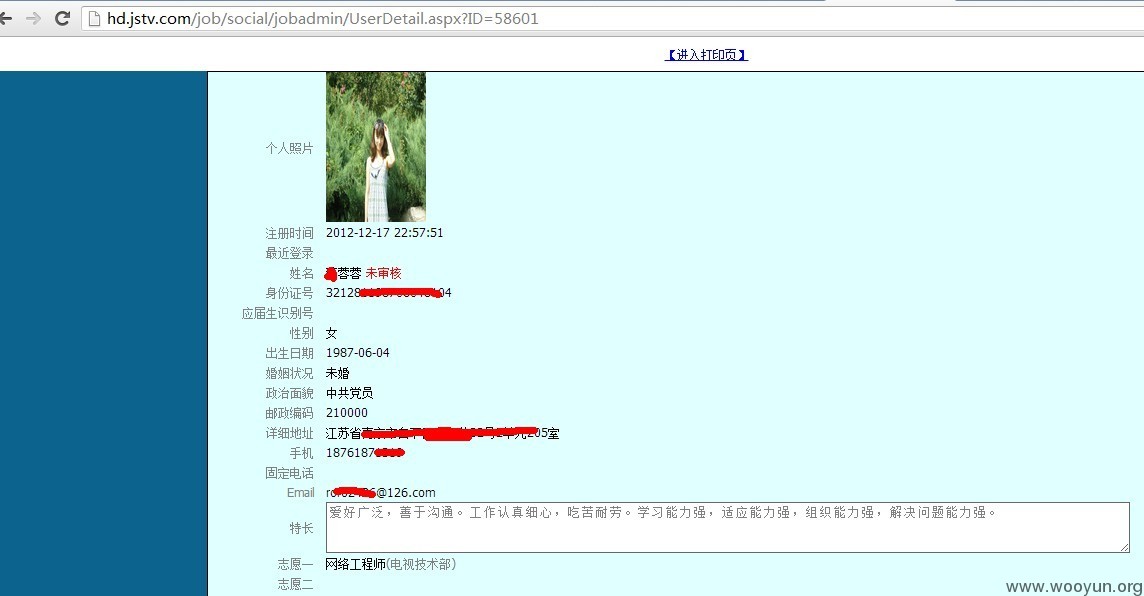 hd.jstv.com/job/social/jobadmin/UserDetail.aspx?ID=58601
【进入打印页】
个人照片
注册时间 2012-12-17 22:57:51
最近登录
姓名 蓉蓉 未审核
身份证号 32128 04
应届生识别号
性别 女
出生日期 1987-06-04
婚姻状况 未婚
政治面貌 中共党员
邮政编码 210000
详细地址 江苏省 05室
手机 1876187
固定电话
Email @126.com
特长 爱好广泛，善于沟通。工作认真细心，吃苦耐劳。学习能力强，适应能力强，组织能力强，解决问题能力强。
志愿一 网络工程师(电视技术部)
志愿二
www.wooyun.org